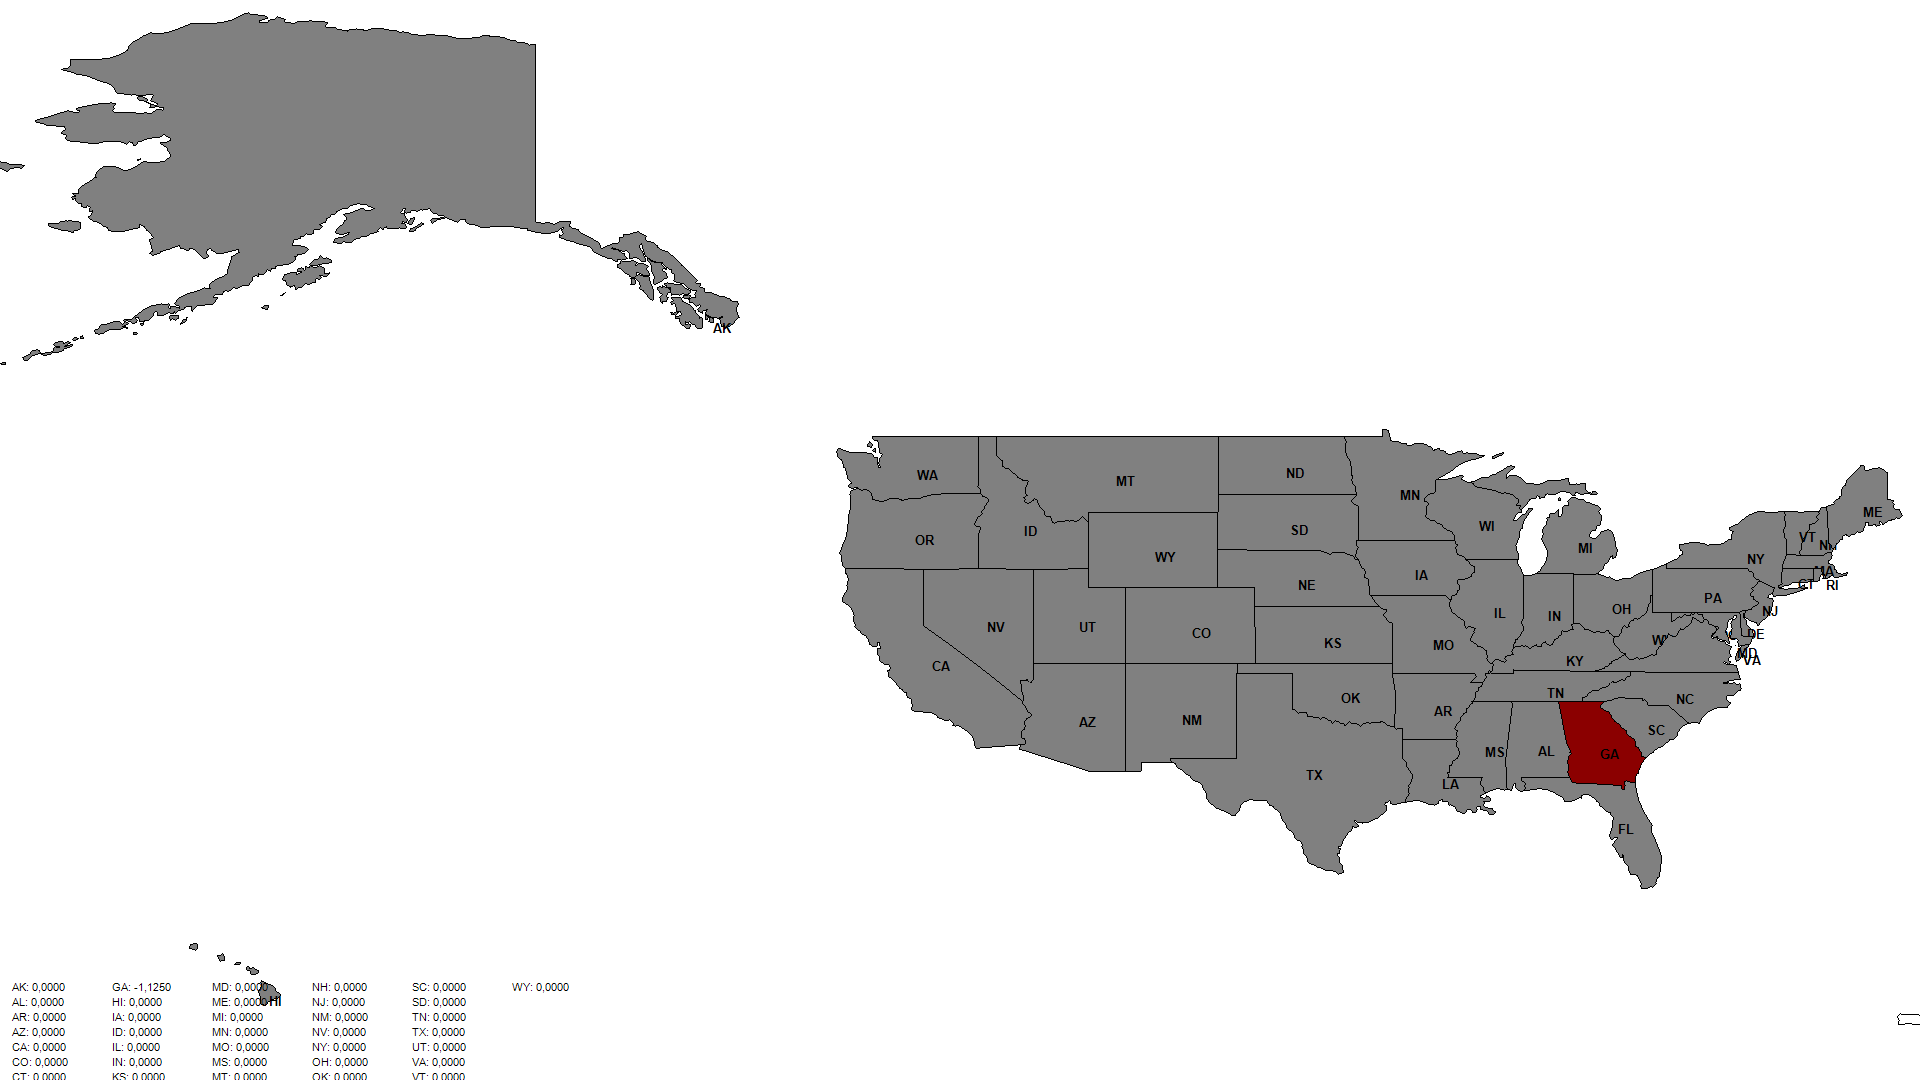 AK
WA
MT
ND
MN
ME
OR
ID
SD
WI
VT
WY
MI
NY
NE
IA
MA
CT
RI
NV
UT
CO
KS
MO
IL
IN
OH
PA
NJ
DE
MD
VA
CA
KY
AZ
NM
OK
AR
TN
NC
SC
TX
LA
MS
AL
GA
FL
HI
AK: 0,0000 GA: -1,1250 MD: 0,0000 NH: 0,0000 SC: 0,0000 WY: 0,0000
AL: 0,0000 HI: 0,0000 ME: 0,0000 NJ: 0,0000 SD: 0,0000
AR: 0,0000 IA: 0,0000 MI: 0,0000 NM: 0,0000 TN: 0,0000
AZ: 0,0000 ID: 0,0000 MN: 0,0000 NV: 0,0000 TX: 0,0000
CA: 0,0000 IL: 0,0000 MO: 0,0000 NY: 0,0000 UT: 0,0000
CO: 0,0000 IN: 0,0000 MS: 0,0000 OH: 0,0000 VA: 0,0000
CT: 0,0000 KS: 0,0000 MT: 0,0000 OK: 0,0000 VT: 0,0000